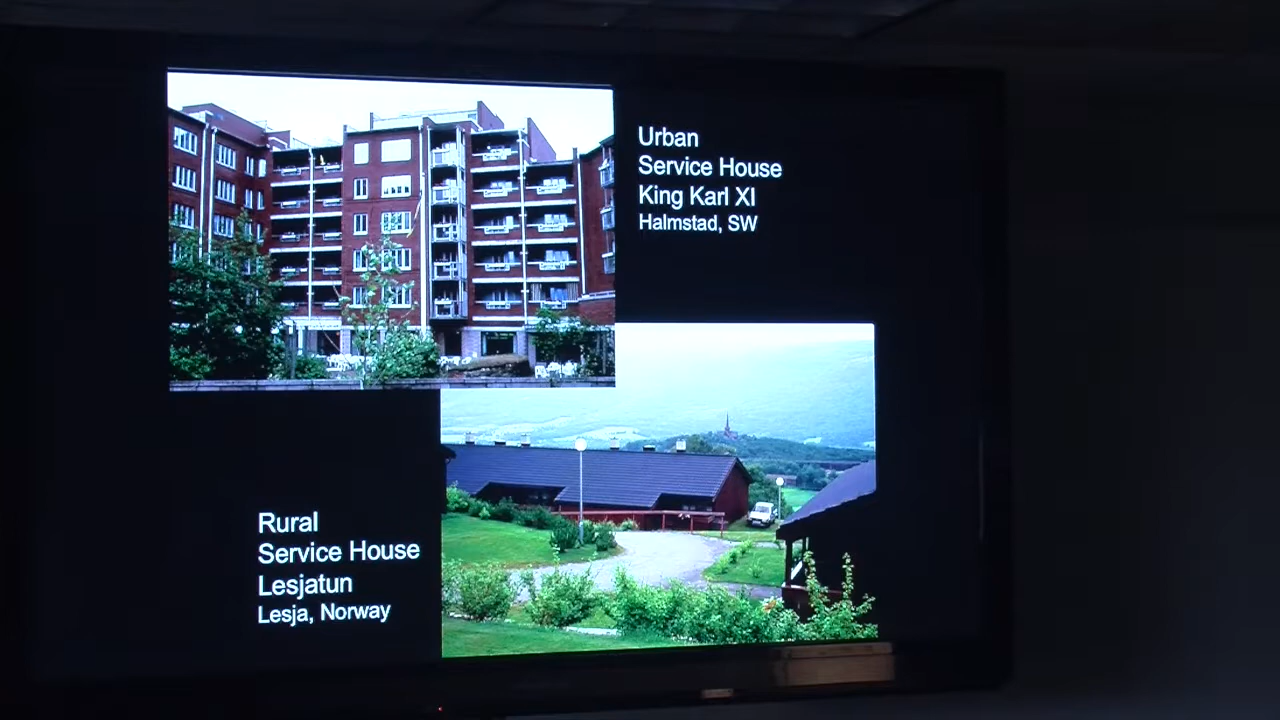 Urban
Service House
King Karl XI
Halmstad, SW
Rural
Service House
Lesjatun
Lesja, Norway